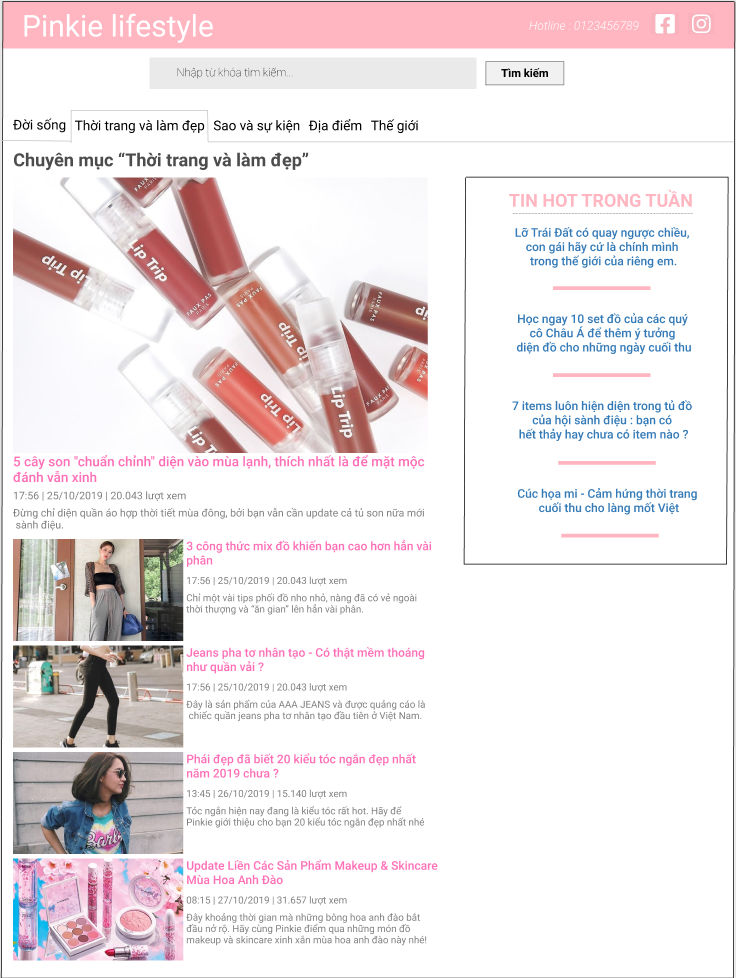 Pinkie lifestyle
Hotline : 0123456789
Nhập từ khóa tìm kiếm...
Tìm kiếm
Đời sống
Thời trang và làm đẹp
Sao và sự kiện
Địa điểm
Thế giới
Chuyên mục “Thời trang và làm đẹp”
Lip Trip
Lip Trip
Lip Trip
Lip Trip
Lip Trip
FAUX PAS
PARIS
5 cây son "chuẩn chỉnh" diện vào mùa lạnh, thích nhất là để mặt mộc
đánh vẫn xinh
17:56 | 25/10/2019 | 20.043 lượt xem
Đừng chỉ diện quần áo hợp thời tiết mùa đông, bởi bạn vẫn cần update cả tủ son nữa mới
sành điệu.
3 công thức mix đồ khiến bạn cao hơn hẳn vài
phân
17:56 | 25/10/2019 | 20.043 lượt xem
Chỉ một vài tips phối đồ nho nhỏ, nàng đã có vẻ ngoài
thời thượng và “ăn gian” lên hẳn vài phân.
Jeans pha tơ nhân tạo - Có thật mềm thoáng
như quần vải ?
17:56 | 25/10/2019 | 20.043 lượt xem
Đây là sản phẩm của AAA JEANS và được quảng cáo là
chiếc quần jeans pha tơ nhân tạo đầu tiên ở Việt Nam.
Phái đẹp đã biết 20 kiểu tóc ngắn đẹp nhất
năm 2019 chưa ?
13:45 | 26/10/2019 | 15.140 lượt xem
Tóc ngắn hiện nay đang là kiểu tóc rất hot. Hãy để
Pinkie giới thiệu cho bạn 20 kiểu tóc ngắn đẹp nhất nhé
Barbie
Update Liền Các Sản Phẩm Makeup & Skincare
Mùa Hoa Anh Đào
08:15 | 27/10/2019 | 31.657 lượt xem
Đây khoảng thời gian mà những bông hoa anh đào bắt
đầu nở rộ. Hãy cùng Pinkie điểm qua những món đồ
makeup và skincare xinh xắn mùa hoa anh đào này nhé!
TIN HOT TRONG TUẦN
Lỡ Trái Đất có quay ngược chiều,
con gái hãy cứ là chính mình
trong thế giới của riêng em.
Học ngay 10 set đồ của các quý
cô Châu Á để thêm ý tưởng
diện đồ cho những ngày cuối thu
7 items luôn hiện diện trong tủ đồ
của hội sành điệu : bạn có
hết thảy hay chưa có item nào ?
Cúc họa mi - Cảm hứng thời trang
cuối thu cho làng mốt Việt